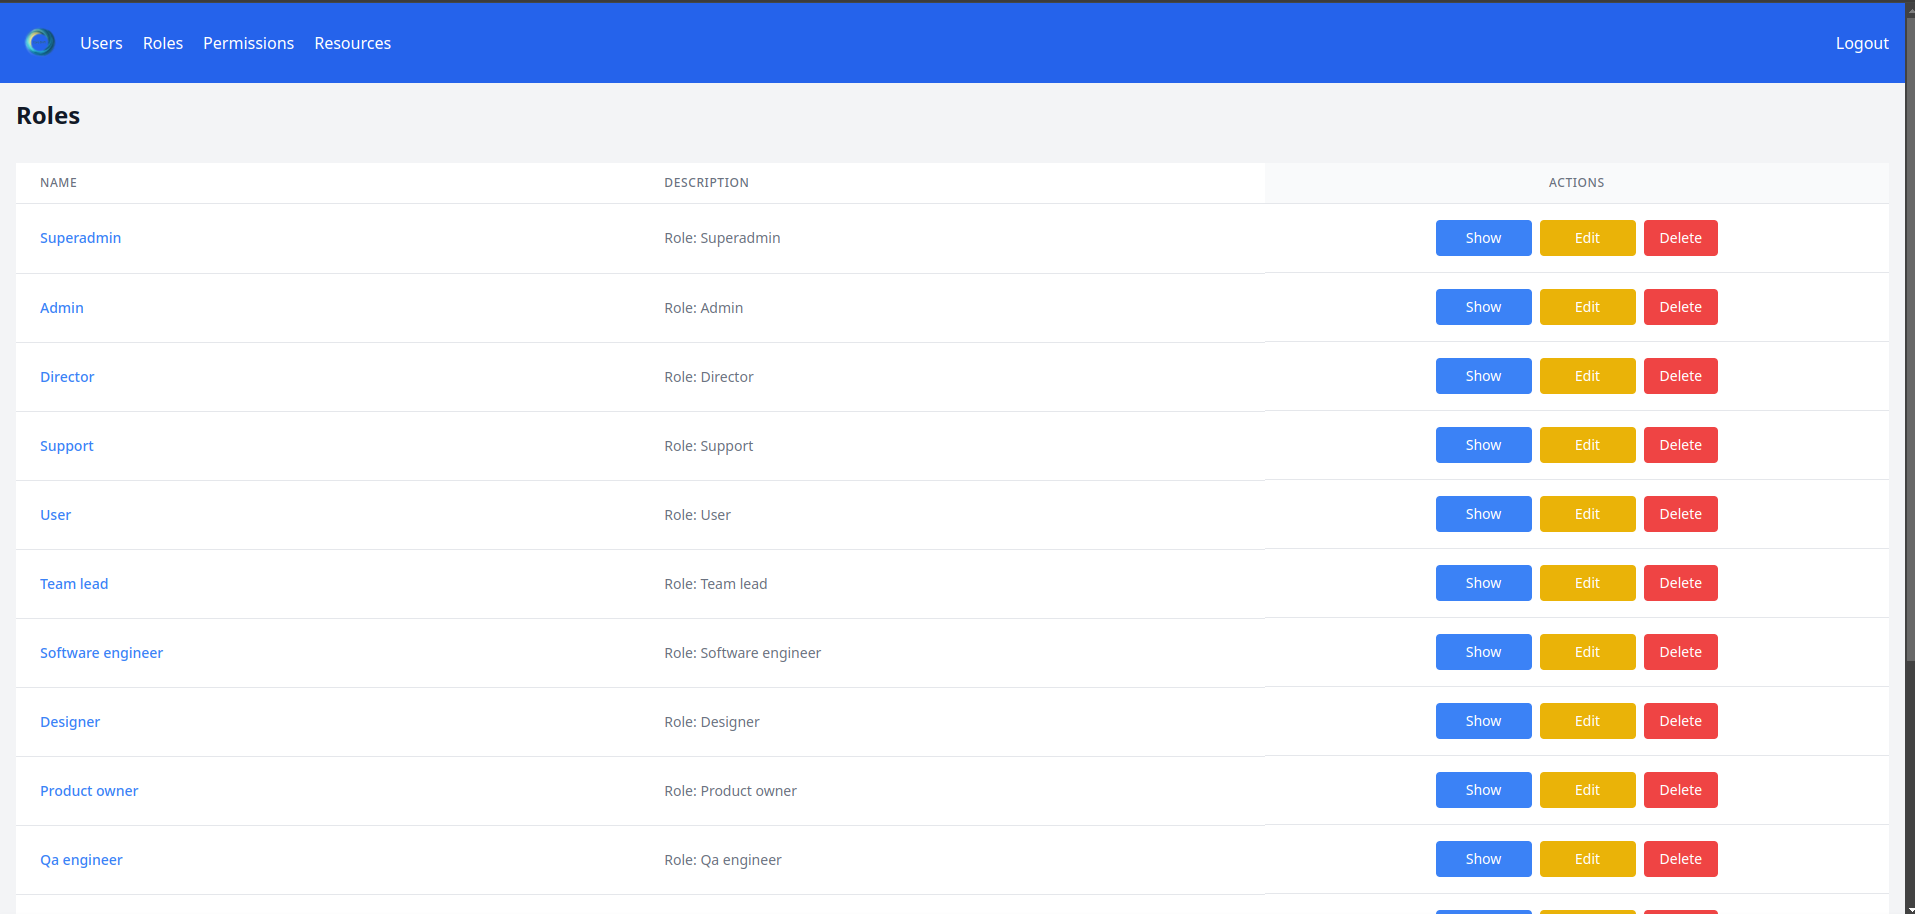 Users Roles Permissions Resources Logout
Roles
NAME DESCRIPTION ACTIONS
Superadmin Role: Superadmin Show Edit Delete
Admin Role: Admin Show Edit Delete
Director Role: Director Show Edit Delete
Support Role: Support Show Edit Delete
User Role: User Show Edit Delete
Team lead Role: Team lead Show Edit Delete
Software engineer Role: Software engineer Show Edit Delete
Designer Role: Designer Show Edit Delete
Product owner Role: Product owner Show Edit Delete
Qa engineer Role: Qa engineer Show Edit Delete